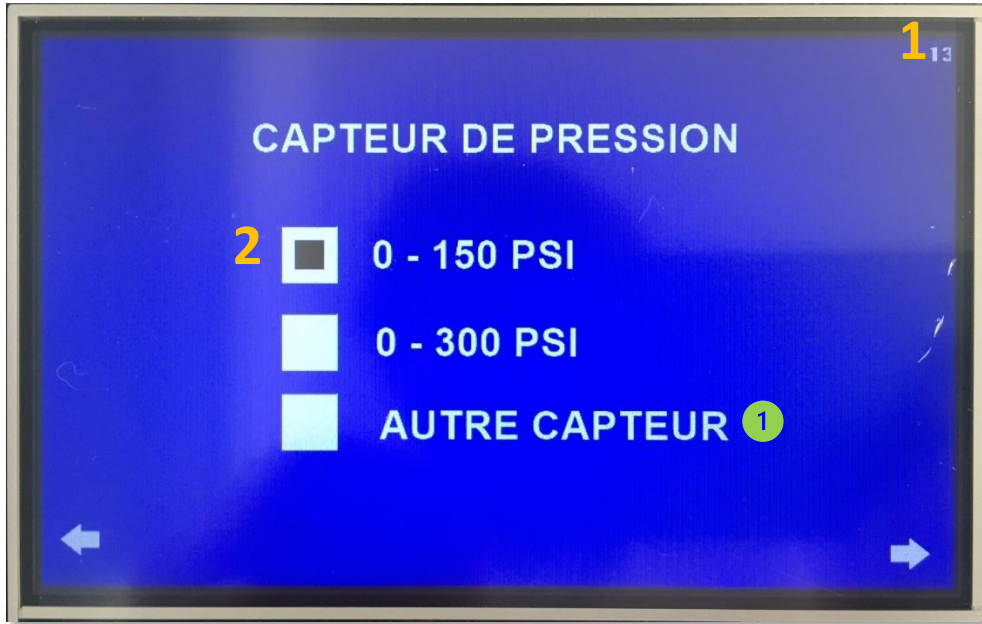 1 13
CAPTEUR DE PRESSION
2 0 - 150 PSI
0 - 300 PSI
AUTRE CAPTEUR 1